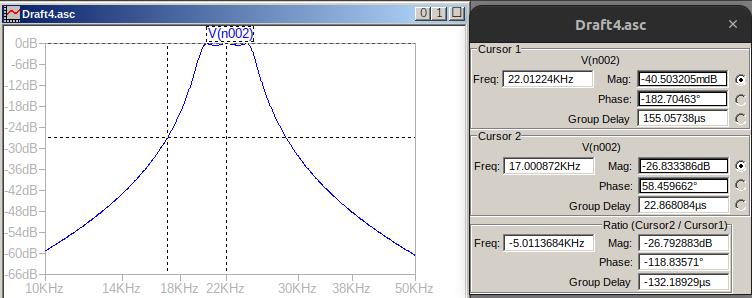 Draft4.asc
0 1
V(n002)
0dB
-6dB
-12dB
-18dB
-24dB
-30dB
-36dB
-42dB
-48dB
-54dB
-60dB
-66dB
10KHz 14KHz 18KHz 22KHz 30KHz 38KHz 50KHz
Draft4.asc ×
Cursor 1
V(n002)
Freq: 22.01224KHz Mag: -40.503205mdB
Phase: -182.70463°
Group Delay 155.05738µs
Cursor 2
V(n002)
Freq: 17.000872KHz Mag: -26.833386dB
Phase: 58.459662°
Group Delay 22.868084µs
Ratio (Cursor2 / Cursor1)
Freq: -5.0113684KHz Mag: -26.792883dB
Phase: -118.83571°
Group Delay -132.18929µs